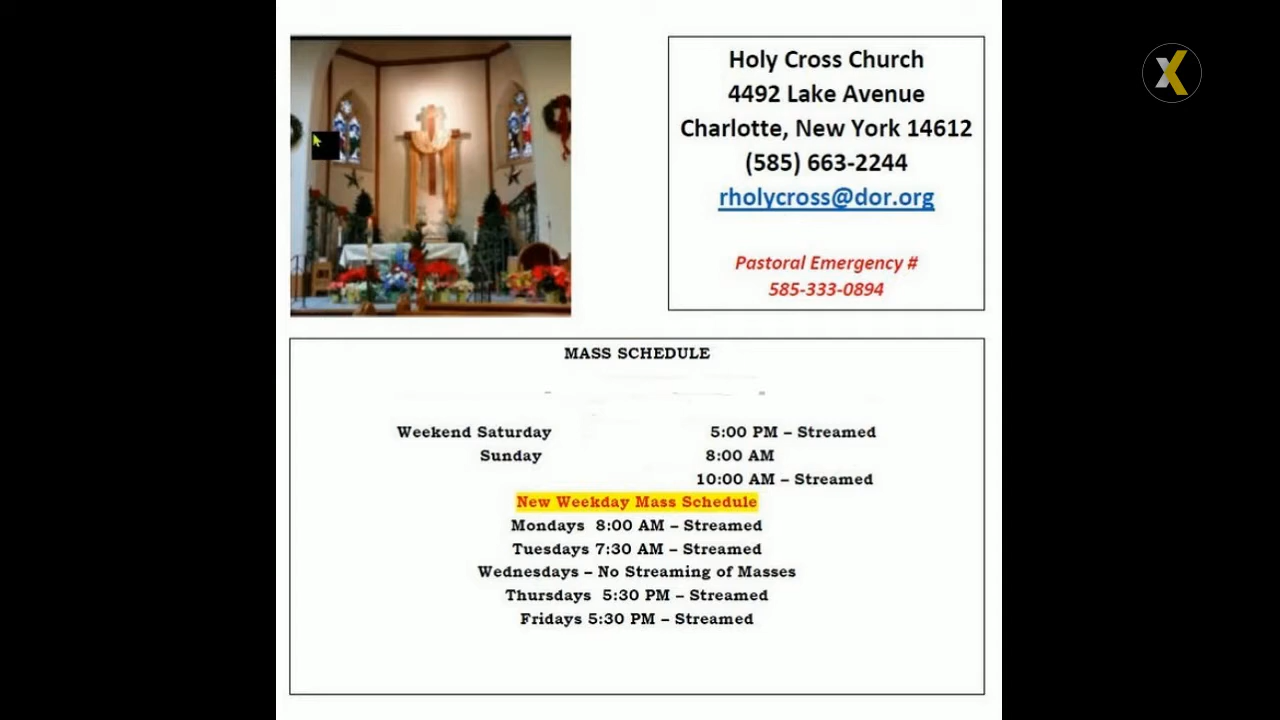 Holy Cross Church
4492 Lake Avenue
Charlotte, New York 14612
(585) 663-2244
rholycross@dor.org
Pastoral Emergency #
585-333-0894
MASS SCHEDULE
Weekend Saturday 5:00 PM – Streamed
Sunday 8:00 AM
10:00 AM – Streamed
New Weekday Mass Schedule
Mondays 8:00 AM – Streamed
Tuesdays 7:30 AM – Streamed
Wednesdays – No Streaming of Masses
Thursdays 5:30 PM – Streamed
Fridays 5:30 PM – Streamed